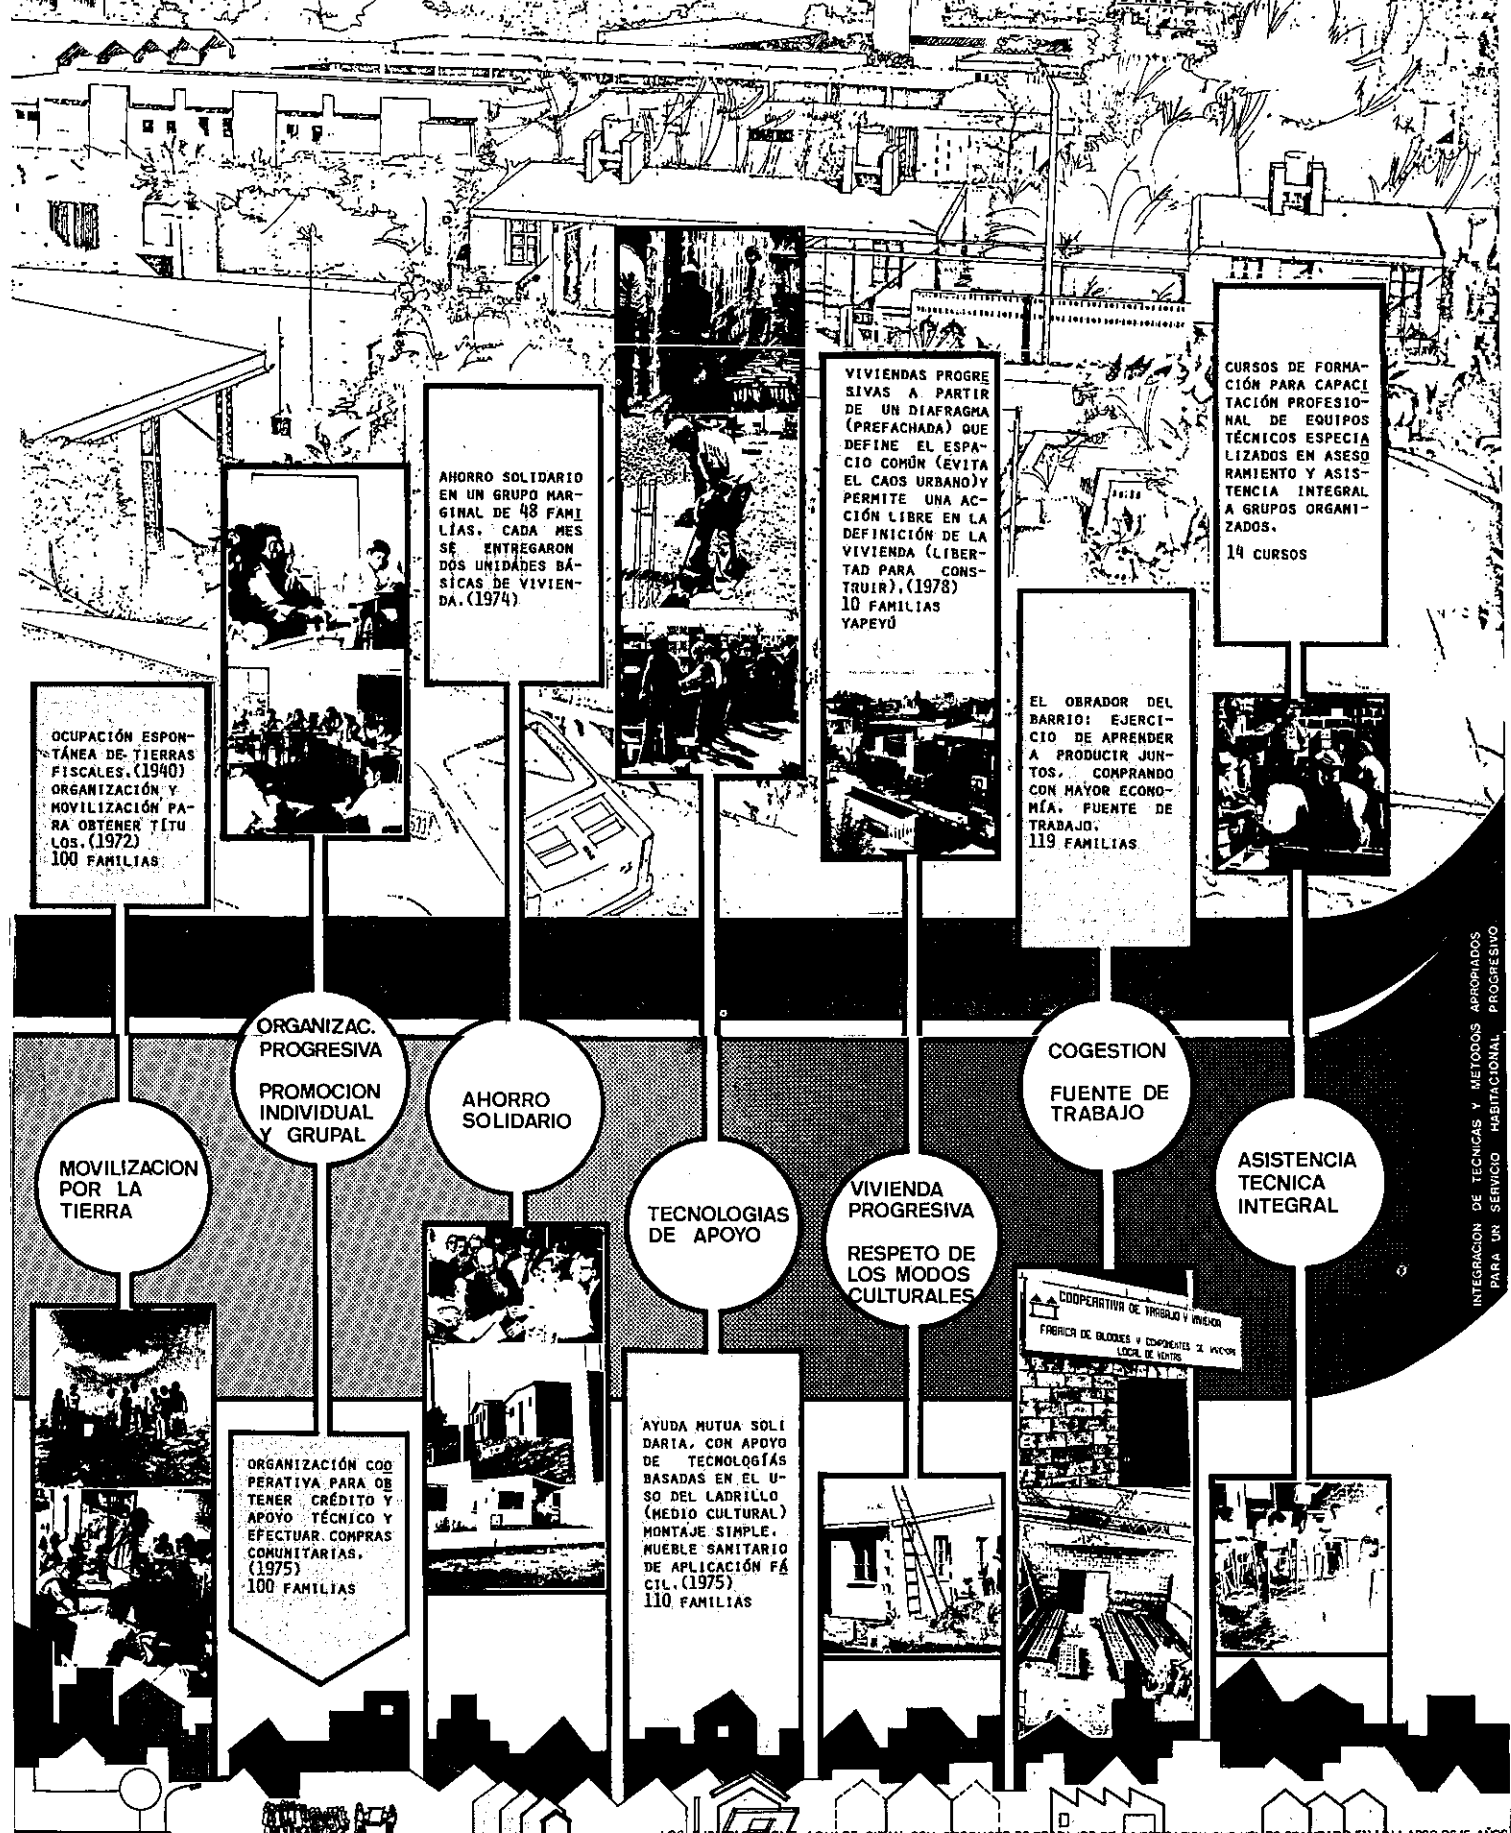 CURSOS DE FORMA-
CIÓN PARA CAPACI
TACIÓN PROFESIO-
NAL DE EQUIPOS
TÉCNICOS ESPECIA
LIZADOS EN ASESO
RAMIENTO Y ASIS-
TENCIA INTEGRAL
A GRUPOS ORGANI-
ZADOS.
14 CURSOS
VIVIENDAS PROGRE
SIVAS A PARTIR
DE UN DIAFRAGMA
(PREFACHADA) QUE
DEFINE EL ESPA-
CIO COMÚN (EVITA
EL CAOS URBANO)Y
PERMITE UNA AC-
CIÓN LIBRE EN LA
DEFINICIÓN DE LA
VIVIENDA (LIBER-
TAD PARA CONS-
TRUIR).(1978)
10 FAMILIAS
YAPEYÚ
AHORRO SOLIDARIO
EN UN GRUPO MAR-
GINAL DE 48 FAMI
LÍAS. CADA MES
SE ENTREGARON
DOS UNIDADES BÁ-
SICAS DE VIVIEN-
DA.(1974)
EL OBRADOR DEL
BARRIO: EJERCI-
CIO DE APRENDER
A PRODUCIR JUN-
TOS. COMPRANDO
CON MAYOR ECONO-
MÍA. FUENTE DE
TRABAJO.
119 FAMILIAS
OCUPACIÓN ESPON-
TÁNEA DE TIERRAS
FISCALES.(1940)
ORGANIZACIÓN Y
MOVILIZACIÓN PA-
RA OBTENER TÍTU
LOS.(1972)
100 FAMILIAS
MOVILIZACION
POR LA
TIERRA
ORGANIZAC.
PROGRESIVA
PROMOCION
INDIVIDUAL
Y GRUPAL
AHORRO
SOLIDARIO
TECNOLOGIAS
DE APOYO
VIVIENDA
PROGRESIVA
RESPETO DE
LOS MODOS
CULTURALES
COGESTION
FUENTE DE
TRABAJO
ASISTENCIA
TECNICA
INTEGRAL
INTEGRACION DE TECNICAS Y METODOS APROPIADOS
PARA UN SERVICIO HABITACIONAL PROGRESIVO
COOPERATIVA DE TRABAJO Y VIVIENDA
FABRICA DE BLOQUES Y COMPONENTES DE
LOCAL DE VENTAS
ORGANIZACIÓN COO
PERATIVA PARA OB
TENER CRÉDITO Y
APOYO TÉCNICO Y
EFECTUAR COMPRAS
COMUNITARIAS.
(1975)
100 FAMILIAS
AYUDA MUTUA SOLI
DARIA. CON APOYO
DE TECNOLOGÍAS
BASADAS EN EL U-
SO DEL LADRILLO
(MEDIO CULTURAL)
MONTAJE SIMPLE.
MUEBLE SANITARIO
DE APLICACIÓN FÁ
CIL.(1975)
110 FAMILIAS